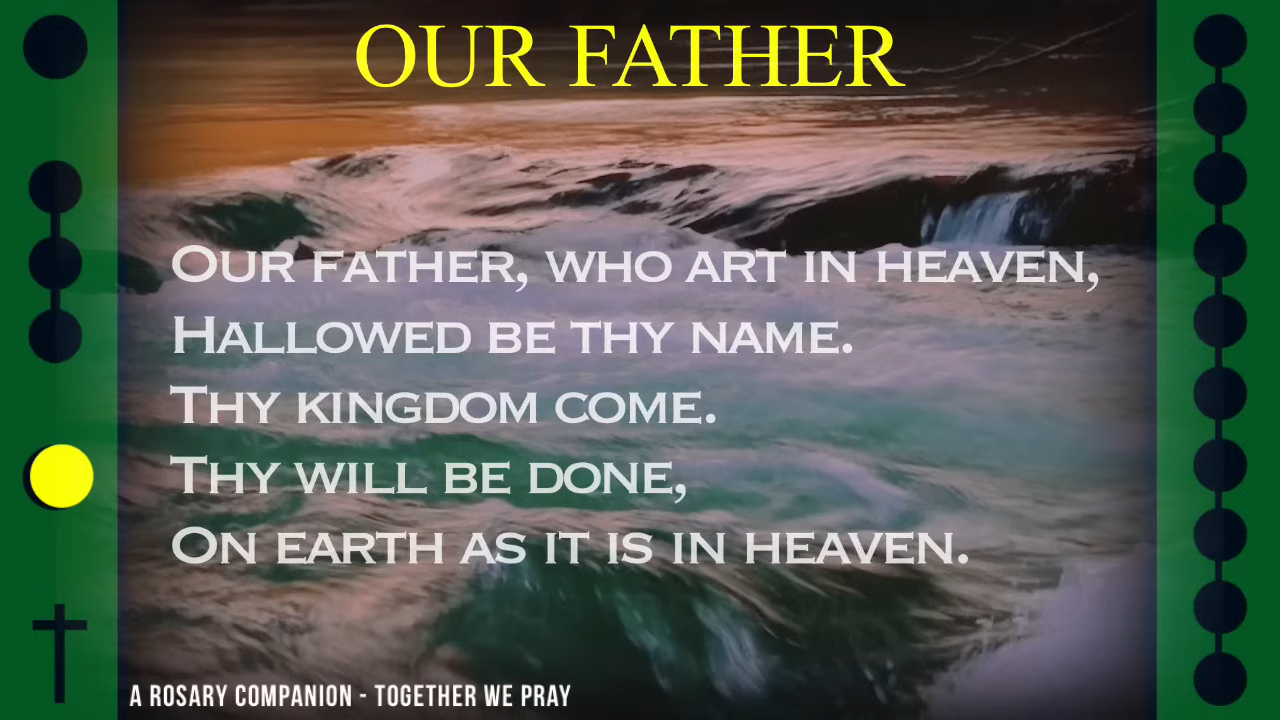 OUR FATHER
OUR FATHER, WHO ART IN HEAVEN,
HALLOWED BE THY NAME.
THY KINGDOM COME.
THY WILL BE DONE,
ON EARTH AS IT IS IN HEAVEN.
A ROSARY COMPANION - TOGETHER WE PRAY